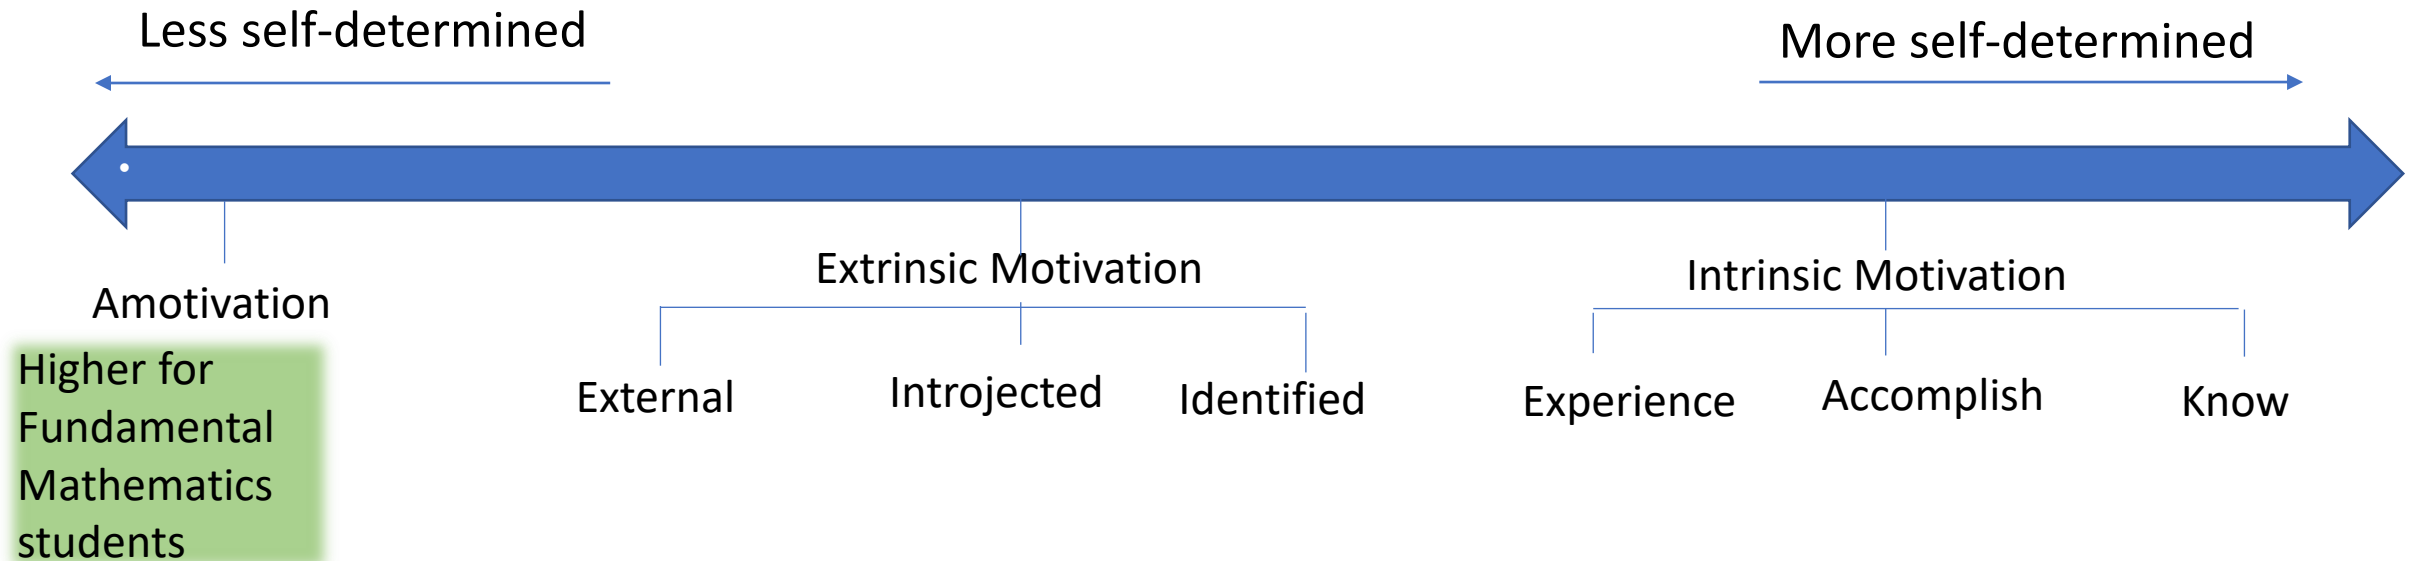 Less self-determined
More self-determined
Amotivation
Extrinsic Motivation
Intrinsic Motivation
Higher for
Fundamental
Mathematics
students
External
Introjected
Identified
Experience
Accomplish
Know